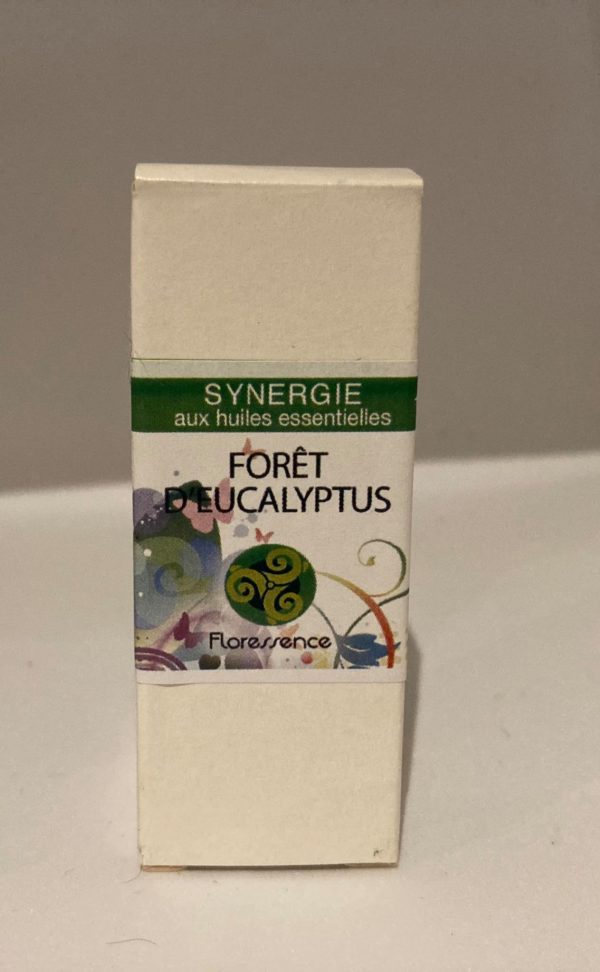 SYNERGIE
aux huiles essentielles
FORÊT
D'EUCALYPTUS
Floressence